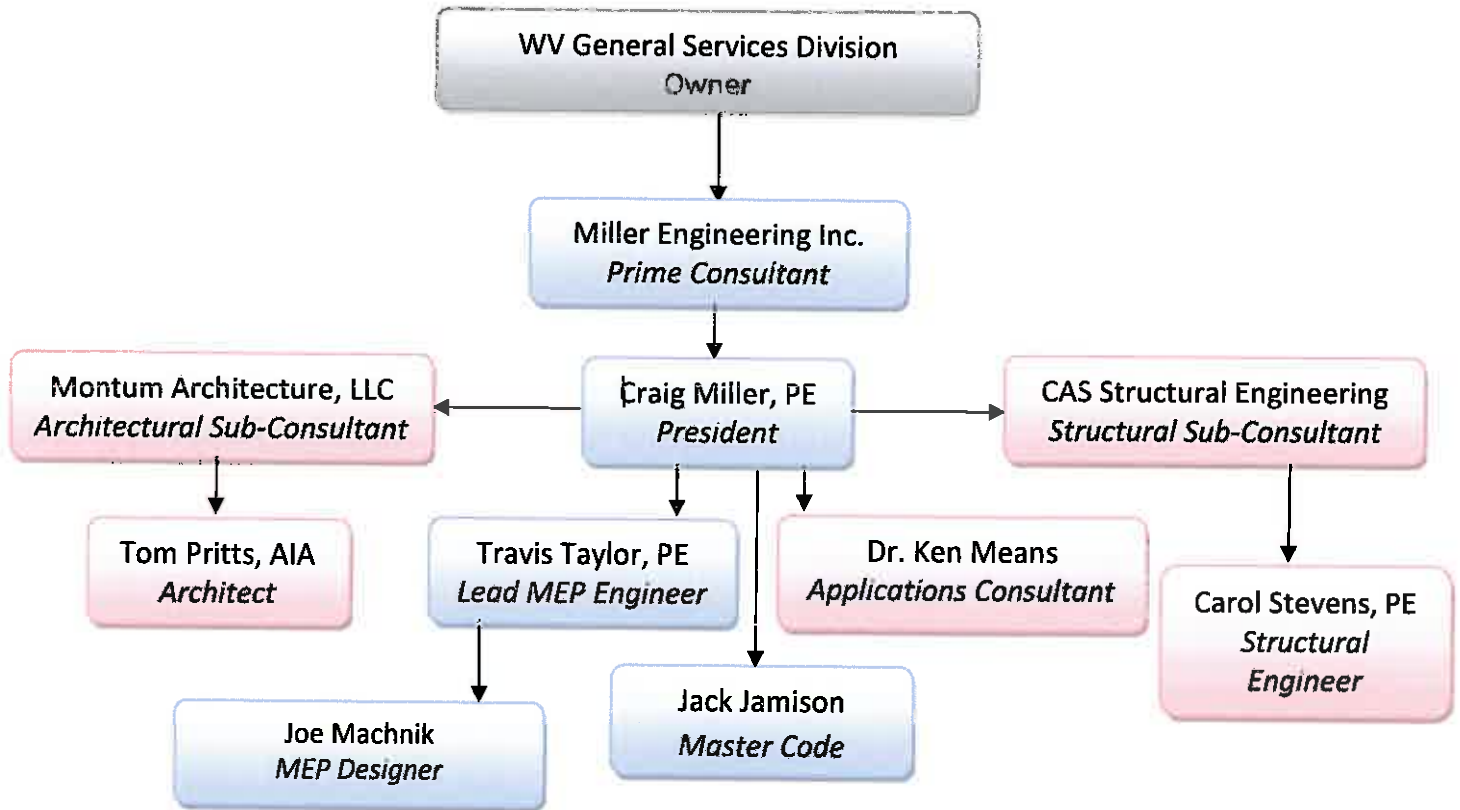 WV General Services Division
Owner
Miller Engineering Inc.
Prime Consultant
Montum Architecture, LLC
Architectural Sub-Consultant
Craig Miller, PE
President
CAS Structural Engineering
Structural Sub-Consultant
Tom Pritts, AIA
Architect
Travis Taylor, PE
Lead MEP Engineer
Dr. Ken Means
Applications Consultant
Carol Stevens, PE
Structural
Engineer
Joe Machnik
MEP Designer
Jack Jamison
Master Code